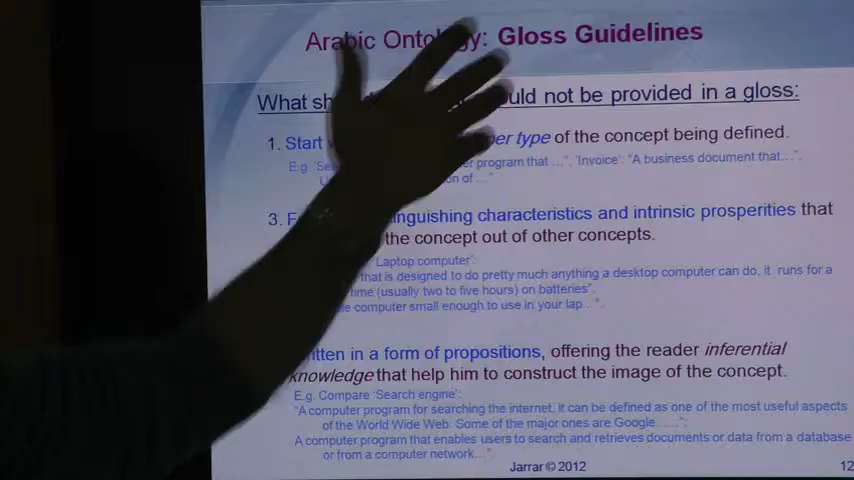 Arabic Ontology: Gloss Guidelines
What should not be provided in a gloss:
1. Start type of the concept being defined.
E.g program that …", 'Invoice': "A business document that…".
of …"
3. distinguishing characteristics and intrinsic prosperities that
the concept out of other concepts.
'Laptop computer':
that is designed to do pretty much anything a desktop computer can do, it runs for a
time (usually two to five hours) on batteries".
computer small enough to use in your lap.. ".
written in a form of propositions, offering the reader inferential
knowledge that help him to construct the image of the concept.
E.g. Compare 'Search engine':
"A computer program for searching the internet, it can be defined as one of the most useful aspects
of the World Wide Web. Some of the major ones are Google……";
A computer program that enables users to search and retrieves documents or data from a database
or from a computer network…"
Jarrar © 2012
12